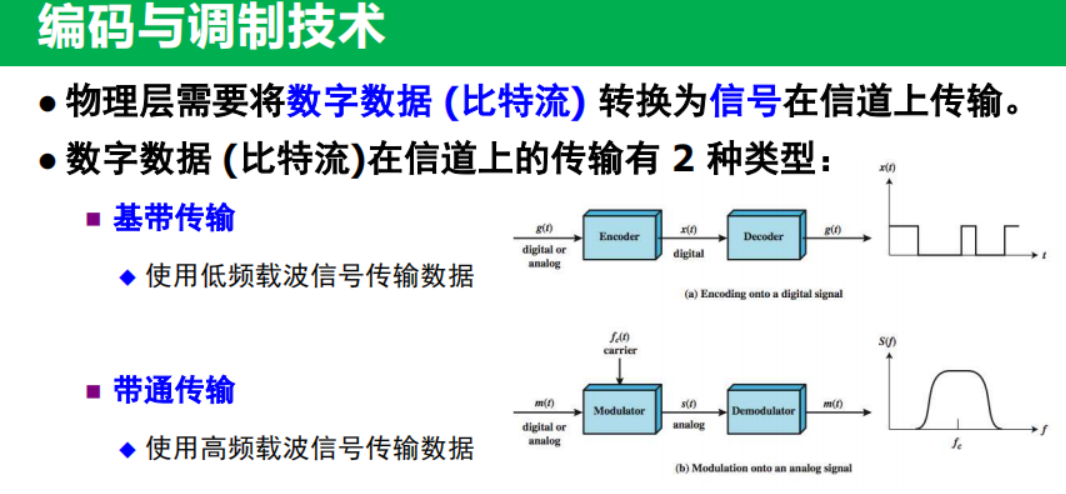 编码与调制技术
● 物理层需要将数字数据 (比特流) 转换为信号在信道上传输。
● 数字数据 (比特流)在信道上的传输有 2 种类型：
■ 基带传输
◆ 使用低频载波信号传输数据
g(t)
digital or
analog
Encoder
x(t)
digital
Decoder
g(t)
x(t)
t
(a) Encoding onto a digital signal
■ 带通传输
◆ 使用高频载波信号传输数据
fc(t)
carrier
m(t)
digital or
analog
Modulator
s(t)
analog
Demodulator
m(t)
S(f)
f
fc
(b) Modulation onto an analog signal